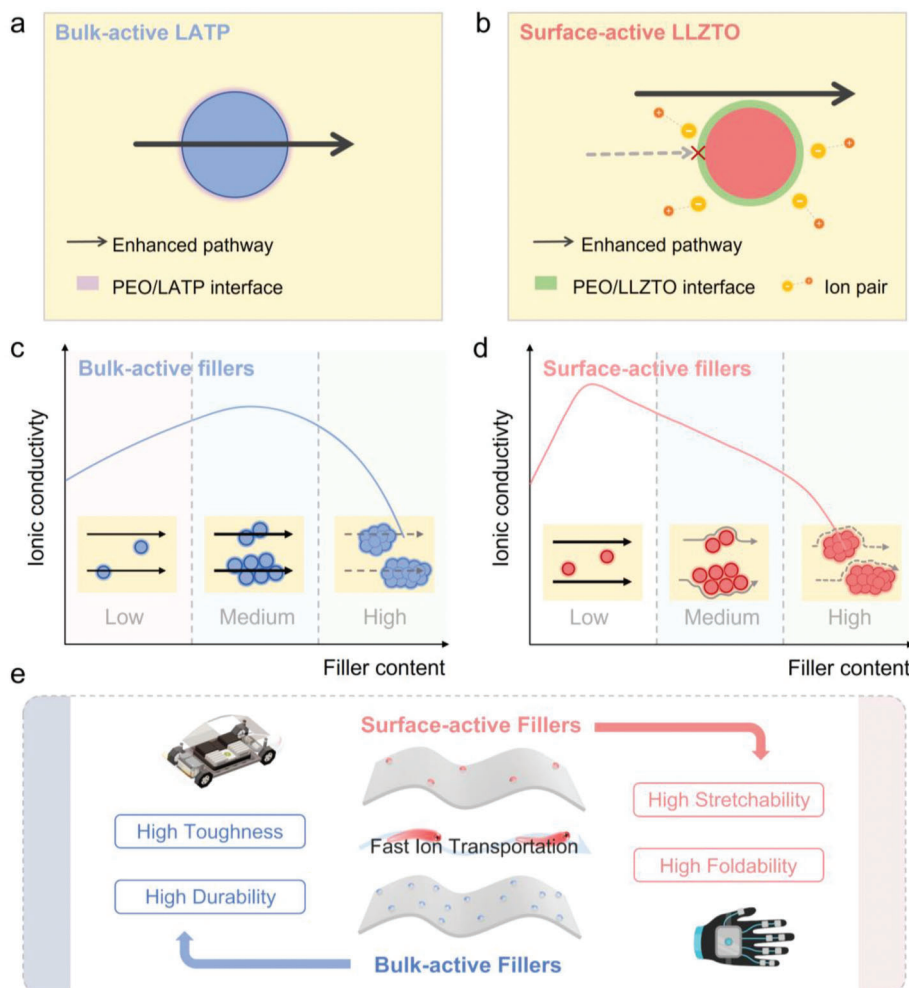 a
Bulk-active LATP
Enhanced pathway
PEO/LATP interface
b
Surface-active LLZTO
Enhanced pathway
PEO/LLZTO interface
Ion pair
c
Bulk-active fillers
Ionic conductivty
Low
Medium
High
Filler content
d
Surface-active fillers
Ionic conductivty
Low
Medium
High
Filler content
e
Surface-active Fillers
High Toughness
High Durability
Fast Ion Transportation
High Stretchability
High Foldability
Bulk-active Fillers